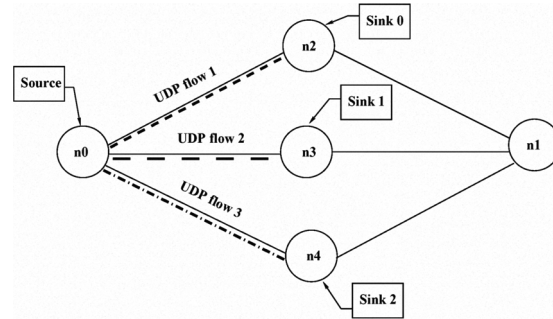 Sink 0
n2
Source
UDP flow 1
Sink 1
UDP flow 2
n0
n3
n1
UDP flow 3
n4
Sink 2